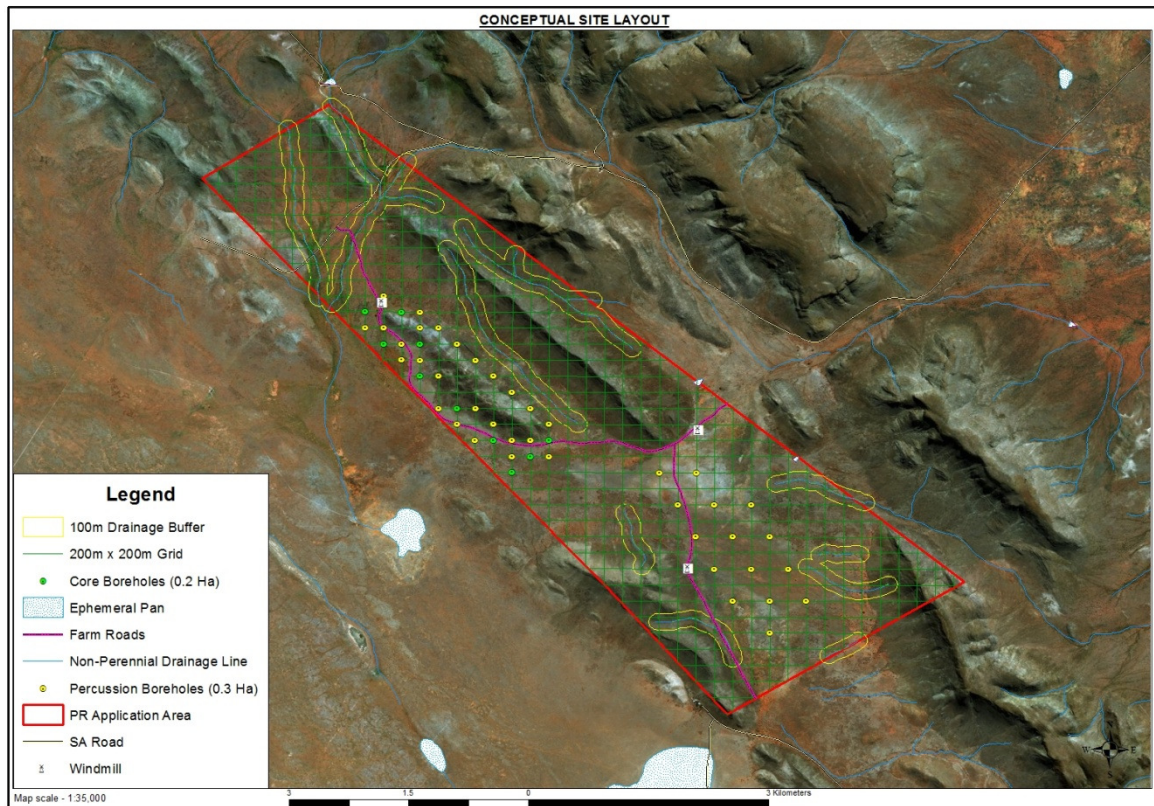 CONCEPTUAL SITE LAYOUT
Legend
100m Drainage Buffer
200m x 200m Grid
Core Boreholes (0.2 Ha)
Ephemeral Pan
Farm Roads
Non-Perennial Drainage Line
Percussion Boreholes (0.3 Ha)
PR Application Area
SA Road
Windmill
Map scale - 1:35,000
3 1.5 0 3 Kilometers
W E